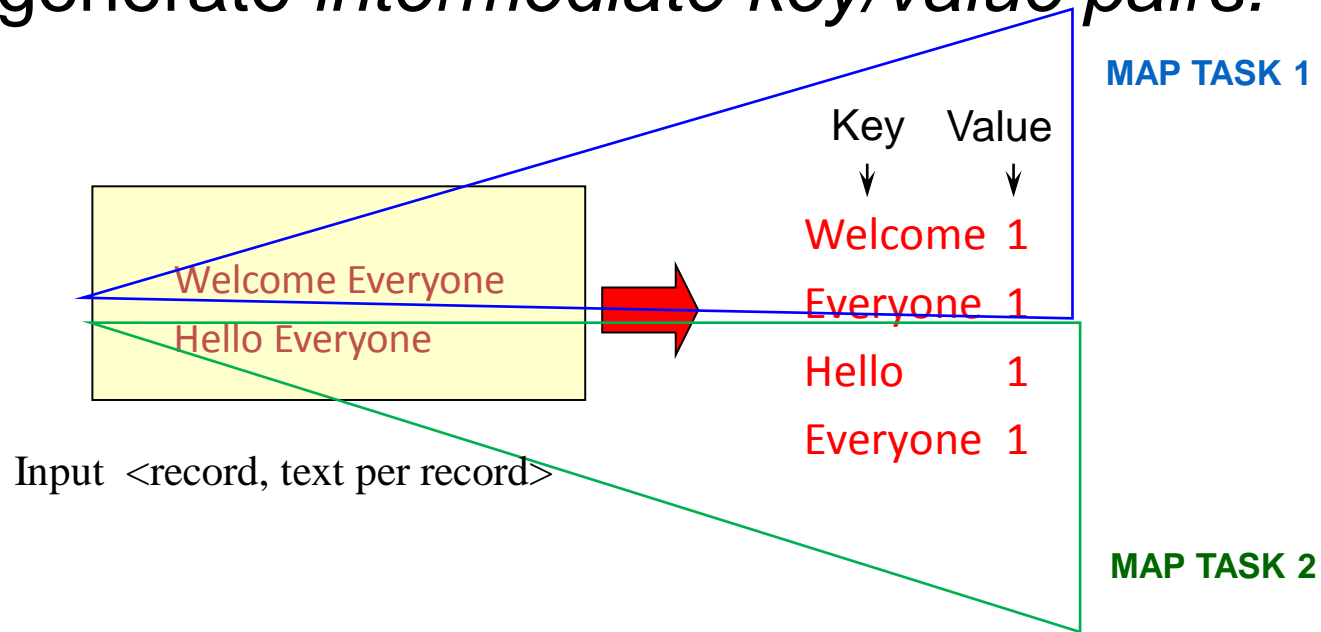 generate intermediate key/value pairs.
MAP TASK 1
Key Value
Welcome 1
Everyone 1
Hello 1
Everyone 1
Welcome Everyone
Hello Everyone
Input <record, text per record>
MAP TASK 2